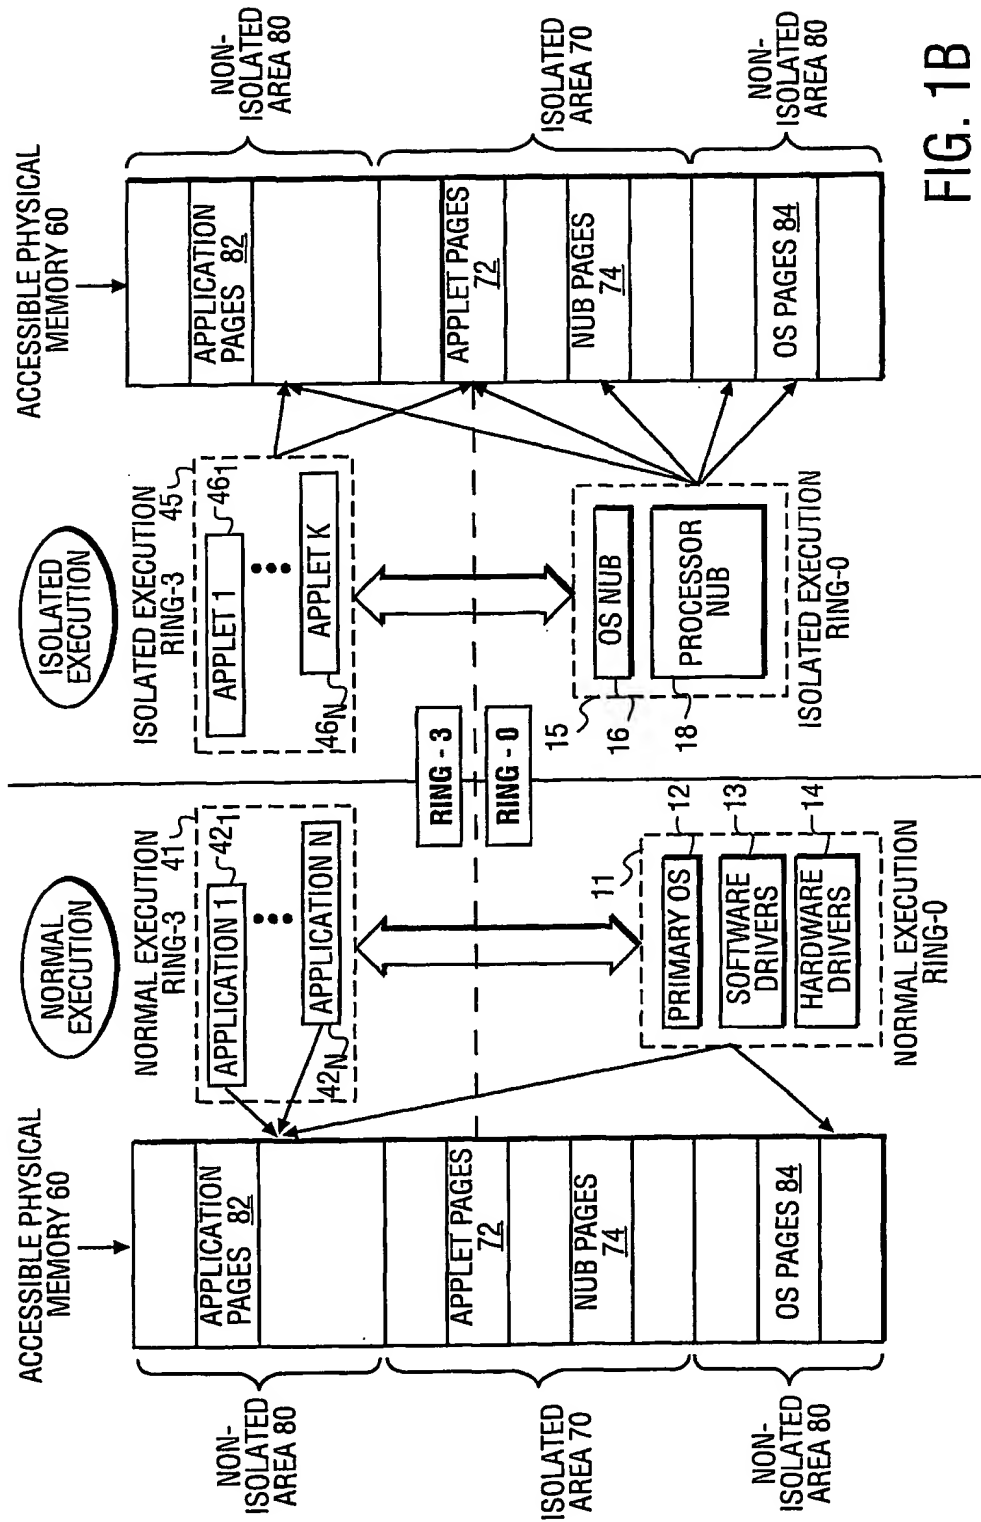 ACCESSIBLE PHYSICAL
MEMORY 60
NON-
ISOLATED
AREA 80
APPLICATION
PAGES 82
ISOLATED
AREA 70
APPLET PAGES
72
NUB PAGES
74
NON-
ISOLATED
AREA 80
OS PAGES 84
NORMAL
EXECUTION
NORMAL EXECUTION
RING-3
41
APPLICATION 1
42 1
APPLICATION N
42 N
11
PRIMARY OS
12
SOFTWARE
DRIVERS
13
HARDWARE
DRIVERS
14
NORMAL EXECUTION
RING-0
RING - 3
RING - 0
ISOLATED
EXECUTION
ISOLATED EXECUTION
RING-3
45
APPLET 1
46 1
APPLET K
46 N
15
16
18
OS NUB
PROCESSOR
NUB
ISOLATED EXECUTION
RING-0
ACCESSIBLE PHYSICAL
MEMORY 60
APPLICATION
PAGES 82
APPLET PAGES
72
NUB PAGES
74
OS PAGES 84
NON-
ISOLATED
AREA 80
ISOLATED
AREA 70
NON-
ISOLATED
AREA 80
FIG. 1B